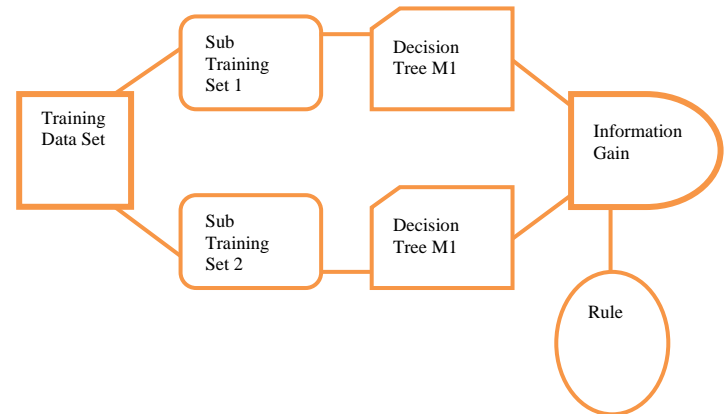 Training
Data Set
Sub
Training
Set 1
Decision
Tree M1
Sub
Training
Set 2
Decision
Tree M1
Information
Gain
Rule